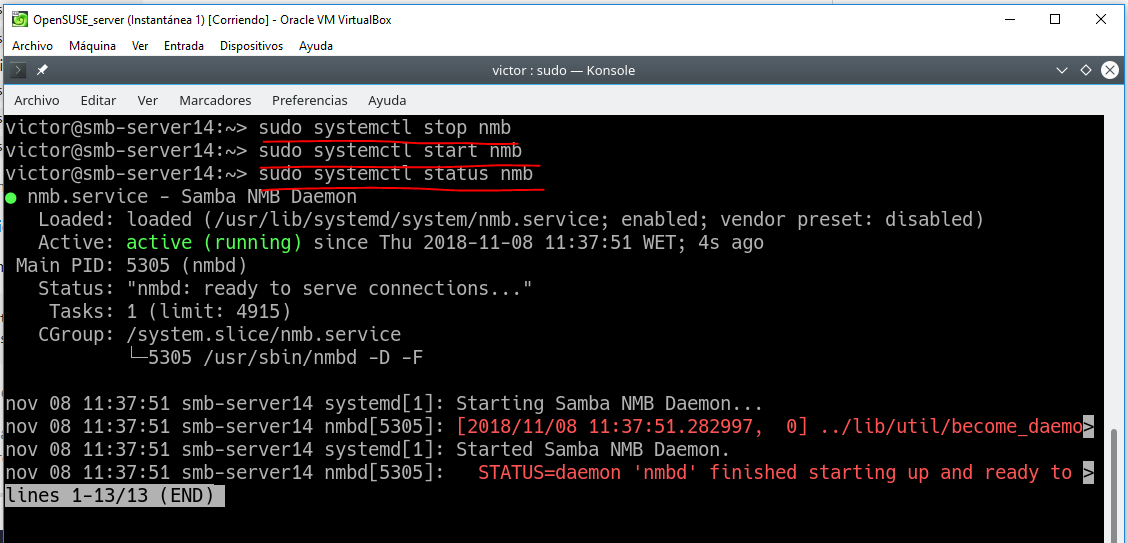 OpenSUSE_server (Instantánea 1) [Corriendo] - Oracle VM VirtualBox
Archivo Máquina Ver Entrada Dispositivos Ayuda
victor : sudo — Konsole
Archivo Editar Ver Marcadores Preferencias Ayuda
victor@smb-server14:~> sudo systemctl stop nmb
victor@smb-server14:~> sudo systemctl start nmb
victor@smb-server14:~> sudo systemctl status nmb
● nmb.service - Samba NMB Daemon
   Loaded: loaded (/usr/lib/systemd/system/nmb.service; enabled; vendor preset: disabled)
   Active: active (running) since Thu 2018-11-08 11:37:51 WET; 4s ago
 Main PID: 5305 (nmbd)
   Status: "nmbd: ready to serve connections..."
    Tasks: 1 (limit: 4915)
   CGroup: /system.slice/nmb.service
           └─5305 /usr/sbin/nmbd -D -F
nov 08 11:37:51 smb-server14 systemd[1]: Starting Samba NMB Daemon...
nov 08 11:37:51 smb-server14 nmbd[5305]: [2018/11/08 11:37:51.282997,  0] ../lib/util/become_daemo>
nov 08 11:37:51 smb-server14 systemd[1]: Started Samba NMB Daemon.
nov 08 11:37:51 smb-server14 nmbd[5305]:   STATUS=daemon 'nmbd' finished starting up and ready to >
lines 1-13/13 (END)